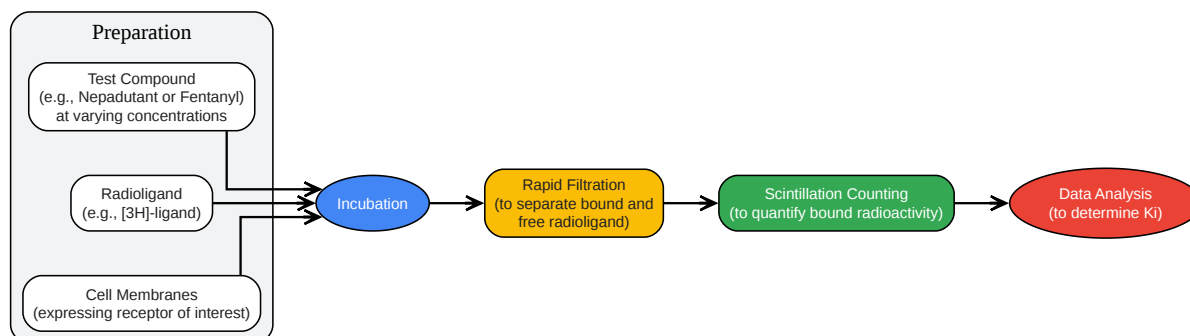 Preparation
Test Compound
(e.g., Nepadutant or Fentanyl)
at varying concentrations
Radioligand
(e.g., [3H]-ligand)
Cell Membranes
(expressing receptor of interest)
Incubation
Rapid Filtration
(to separate bound and
free radioligand)
Scintillation Counting
(to quantify bound radioactivity)
Data Analysis
(to determine Ki)